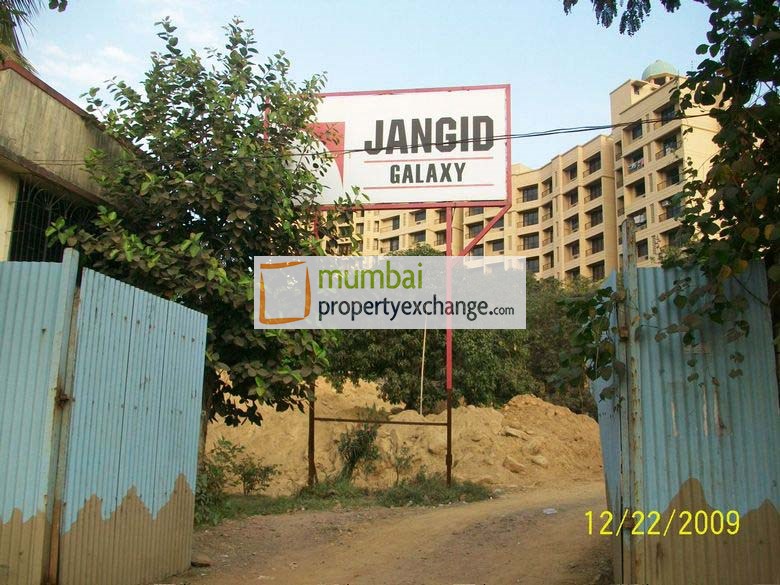 JANGID
GALAXY
mumbai
propertyexchange.com
12/22/2009